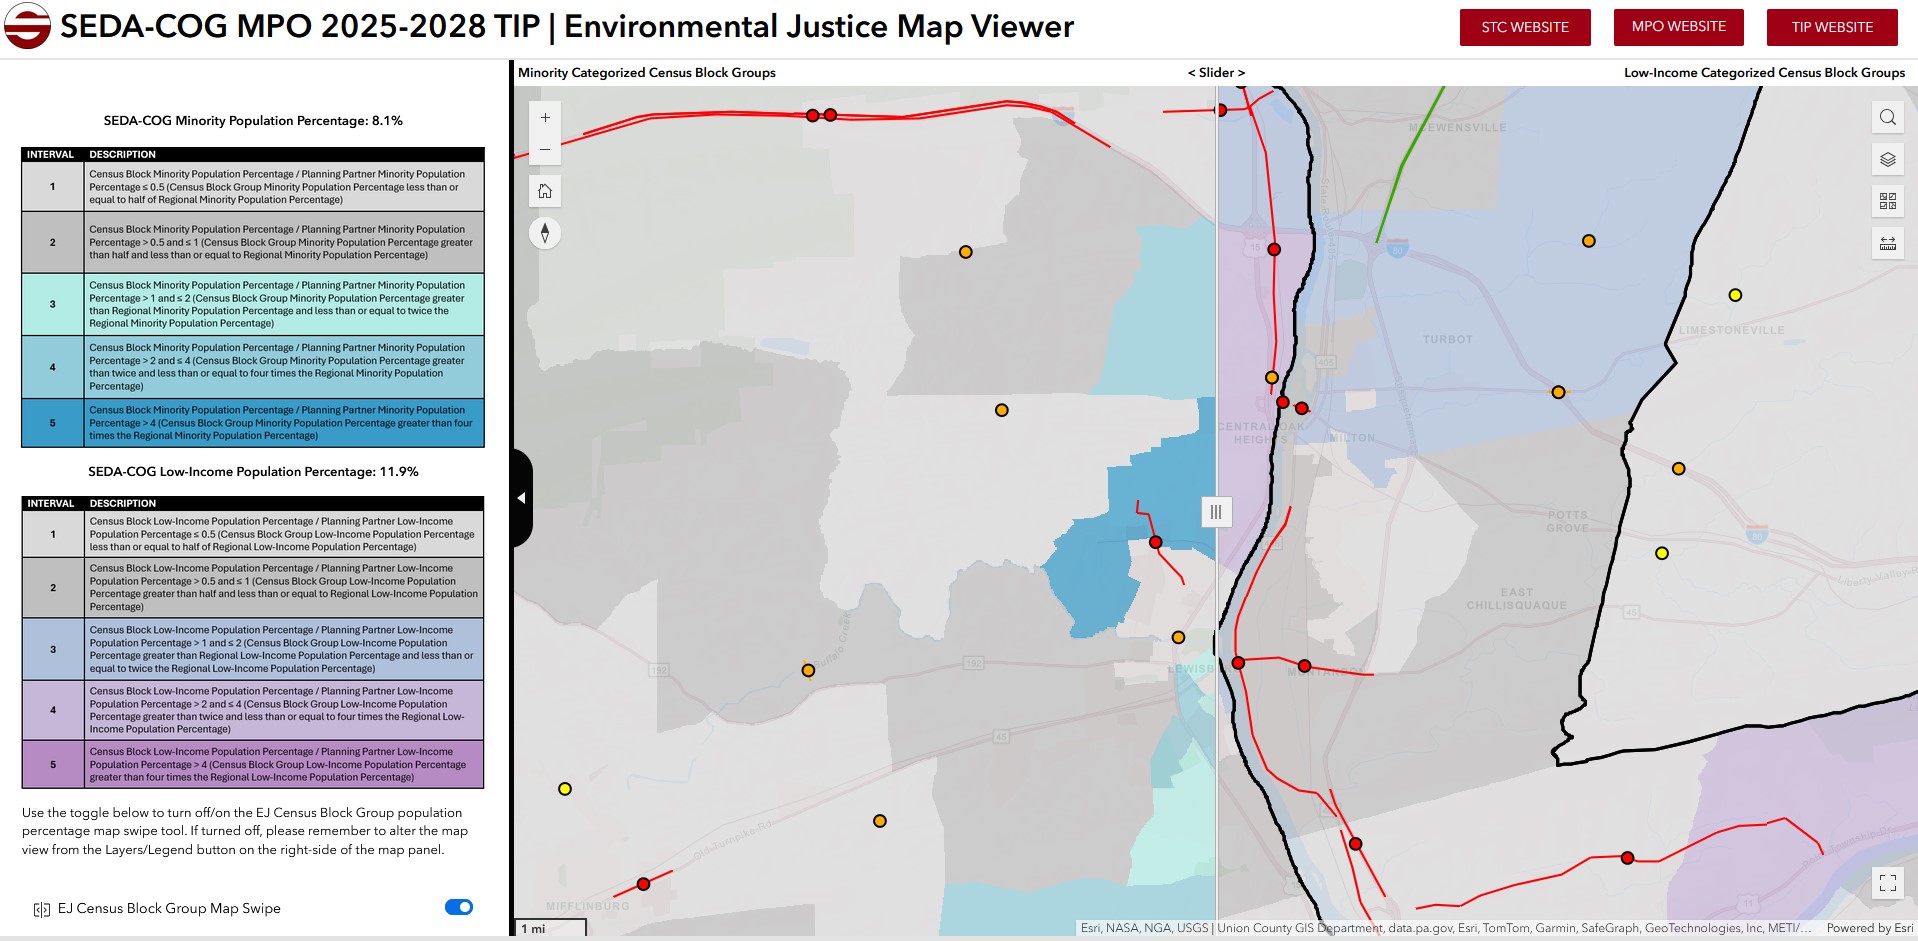 SEDA-COG MPO 2025-2028 TIP | Environmental Justice Map Viewer
STC WEBSITE
MPO WEBSITE
TIP WEBSITE
Minority Categorized Census Block Groups
< Slider >
Low-Income Categorized Census Block Groups
SEDA-COG Minority Population Percentage: 8.1%
INTERVAL DESCRIPTION
1
Census Block Minority Population Percentage / Planning Partner Minority Population
Percentage ≤ 0.5 (Census Block Group Minority Population Percentage less than or
equal to half of Regional Minority Population Percentage)
2
Census Block Minority Population Percentage / Planning Partner Minority Population
Percentage > 0.5 and ≤ 1 (Census Block Group Minority Population Percentage greater
than half and less than or equal to Regional Minority Population Percentage)
3
Census Block Minority Population Percentage / Planning Partner Minority Population
Percentage > 1 and ≤ 2 (Census Block Group Minority Population Percentage greater
than Regional Minority Population Percentage and less than or equal to twice the
Regional Minority Population Percentage)
4
Census Block Minority Population Percentage / Planning Partner Minority Population
Percentage > 2 and ≤ 4 (Census Block Group Minority Population Percentage greater
than twice and less than or equal to four times the Regional Minority Population
Percentage)
5
Census Block Minority Population Percentage / Planning Partner Minority Population
Percentage > 4 (Census Block Group Minority Population Percentage greater than four
times the Regional Minority Population Percentage)
SEDA-COG Low-Income Population Percentage: 11.9%
INTERVAL DESCRIPTION
1
Census Block Low-Income Population Percentage / Planning Partner Low-Income
Population Percentage ≤ 0.5 (Census Block Group Low-Income Population Percentage
less than or equal to half of Regional Low-Income Population Percentage)
2
Census Block Low-Income Population Percentage / Planning Partner Low-Income
Population Percentage > 0.5 and ≤ 1 (Census Block Group Low-Income Population
Percentage greater than half and less than or equal to Regional Low-Income Population
Percentage)
3
Census Block Low-Income Population Percentage / Planning Partner Low-Income
Population Percentage > 1 and ≤ 2 (Census Block Group Low-Income Population
Percentage greater than Regional Low-Income Population Percentage and less than or
equal to twice the Regional Low-Income Population Percentage)
4
Census Block Low-Income Population Percentage / Planning Partner Low-Income
Population Percentage > 2 and ≤ 4 (Census Block Group Low-Income Population
Percentage greater than twice and less than or equal to four times the Regional Low-
Income Population Percentage)
5
Census Block Low-Income Population Percentage / Planning Partner Low-Income
Population Percentage > 4 (Census Block Group Low-Income Population Percentage
greater than four times the Regional Low-Income Population Percentage)
Use the toggle below to turn off/on the EJ Census Block Group population
percentage map swipe tool. If turned off, please remember to alter the map
view from the Layers/Legend button on the right-side of the map panel.
EJ Census Block Group Map Swipe
MCEWENSVILLE
State Route 405
15
80
LIMESTONEVILLE
TURBOT
405
CENTRAL OAK
HEIGHTS
MILTON
POTTS
GROVE
80
Liberty Valley R
EAST
CHILLISQUAQUE
45
Buffalo Creek
192
192
LEWISB
MONTANDON
45
Old Turnpike Rd
MIFFLINBURG
11
1 mi
Esri, NASA, NGA, USGS | Union County GIS Department, data.pa.gov, Esri, TomTom, Garmin, SafeGraph, GeoTechnologies, Inc, METI/...
Powered by Esri